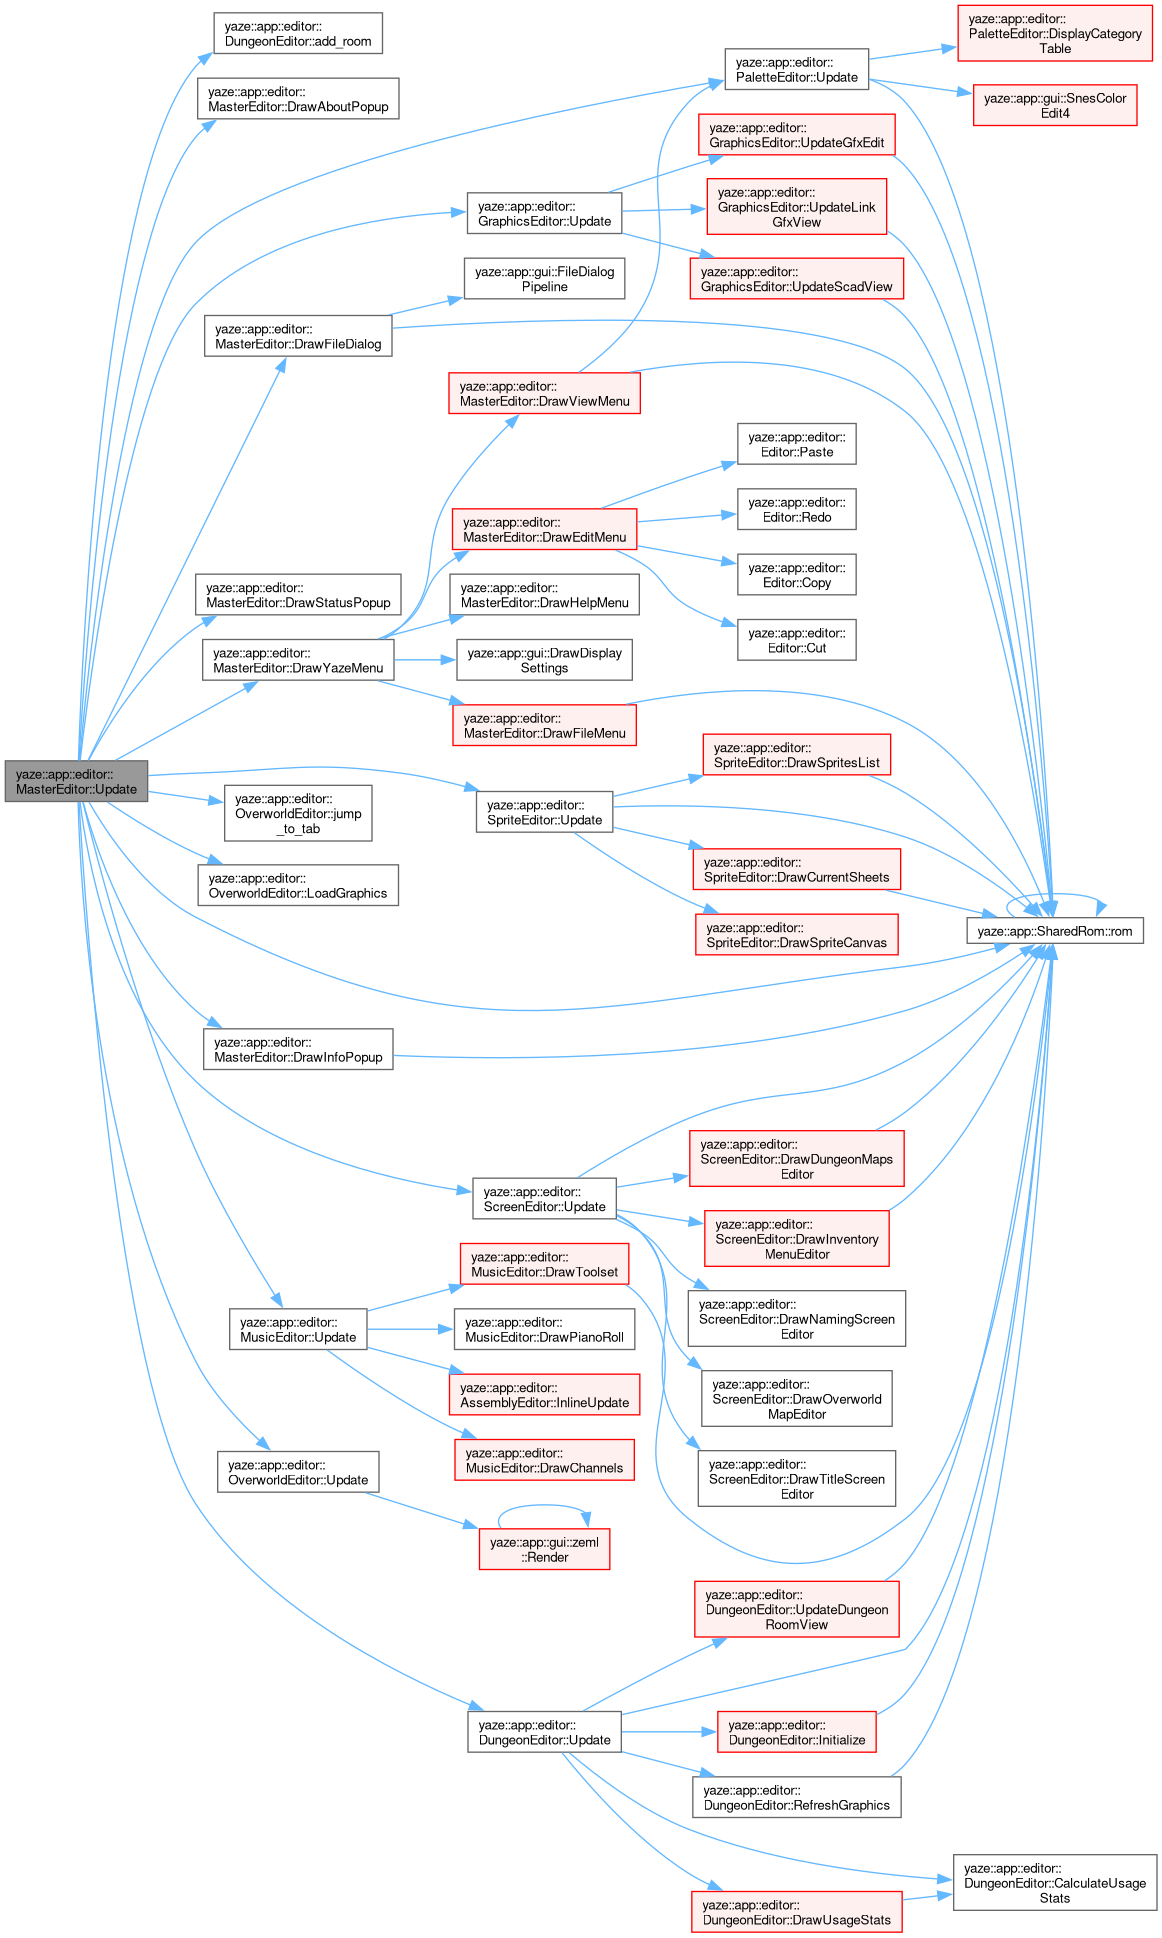 yaze::app::editor::
DungeonEditor::add_room
yaze::app::editor::
MasterEditor::DrawAboutPopup
yaze::app::editor::
PaletteEditor::Update
yaze::app::editor::
PaletteEditor::DisplayCategory
Table
yaze::app::gui::SnesColor
Edit4
yaze::app::editor::
GraphicsEditor::UpdateGfxEdit
yaze::app::editor::
GraphicsEditor::Update
yaze::app::editor::
GraphicsEditor::UpdateLink
GfxView
yaze::app::gui::FileDialog
Pipeline
yaze::app::editor::
GraphicsEditor::UpdateScadView
yaze::app::editor::
MasterEditor::DrawFileDialog
yaze::app::editor::
MasterEditor::DrawViewMenu
yaze::app::editor::
Editor::Paste
yaze::app::editor::
MasterEditor::DrawEditMenu
yaze::app::editor::
Editor::Redo
yaze::app::editor::
Editor::Copy
yaze::app::editor::
MasterEditor::DrawStatusPopup
yaze::app::editor::
MasterEditor::DrawHelpMenu
yaze::app::editor::
Editor::Cut
yaze::app::editor::
MasterEditor::DrawYazeMenu
yaze::app::gui::DrawDisplay
Settings
yaze::app::editor::
MasterEditor::DrawFileMenu
yaze::app::editor::
SpriteEditor::DrawSpritesList
yaze::app::editor::
MasterEditor::Update
yaze::app::editor::
OverworldEditor::jump
_to_tab
yaze::app::editor::
SpriteEditor::Update
yaze::app::editor::
SpriteEditor::DrawCurrentSheets
yaze::app::editor::
OverworldEditor::LoadGraphics
yaze::app::editor::
SpriteEditor::DrawSpriteCanvas
yaze::app::SharedRom::rom
yaze::app::editor::
MasterEditor::DrawInfoPopup
yaze::app::editor::
ScreenEditor::DrawDungeonMaps
Editor
yaze::app::editor::
ScreenEditor::Update
yaze::app::editor::
ScreenEditor::DrawInventory
MenuEditor
yaze::app::editor::
MusicEditor::DrawToolset
yaze::app::editor::
ScreenEditor::DrawNamingScreen
Editor
yaze::app::editor::
MusicEditor::Update
yaze::app::editor::
MusicEditor::DrawPianoRoll
yaze::app::editor::
AssemblyEditor::InlineUpdate
yaze::app::editor::
ScreenEditor::DrawOverworld
MapEditor
yaze::app::editor::
MusicEditor::DrawChannels
yaze::app::editor::
OverworldEditor::Update
yaze::app::editor::
ScreenEditor::DrawTitleScreen
Editor
yaze::app::gui::zeml
::Render
yaze::app::editor::
DungeonEditor::UpdateDungeon
RoomView
yaze::app::editor::
DungeonEditor::Update
yaze::app::editor::
DungeonEditor::Initialize
yaze::app::editor::
DungeonEditor::RefreshGraphics
yaze::app::editor::
DungeonEditor::CalculateUsage
Stats
yaze::app::editor::
DungeonEditor::DrawUsageStats